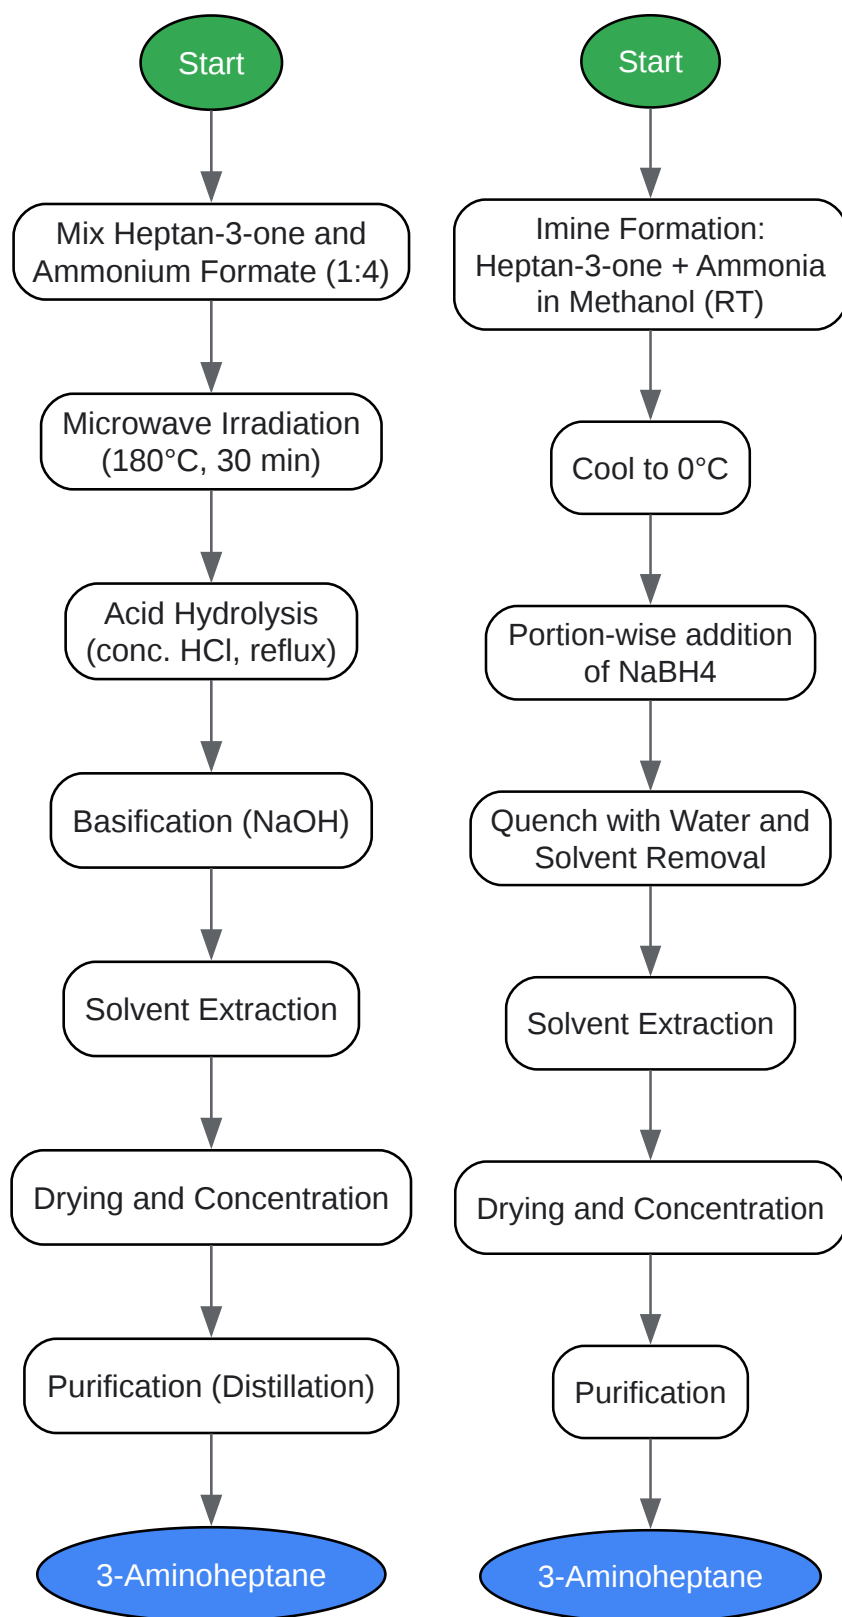 Start
Mix Heptan-3-one and
Ammonium Formate (1:4)
Microwave Irradiation
(180°C, 30 min)
Acid Hydrolysis
(conc. HCl, reflux)
Basification (NaOH)
Solvent Extraction
Drying and Concentration
Purification (Distillation)
3-Aminoheptane
Start
Imine Formation:
Heptan-3-one + Ammonia
in Methanol (RT)
Cool to 0°C
Portion-wise addition
of NaBH4
Quench with Water and
Solvent Removal
Solvent Extraction
Drying and Concentration
Purification
3-Aminoheptane